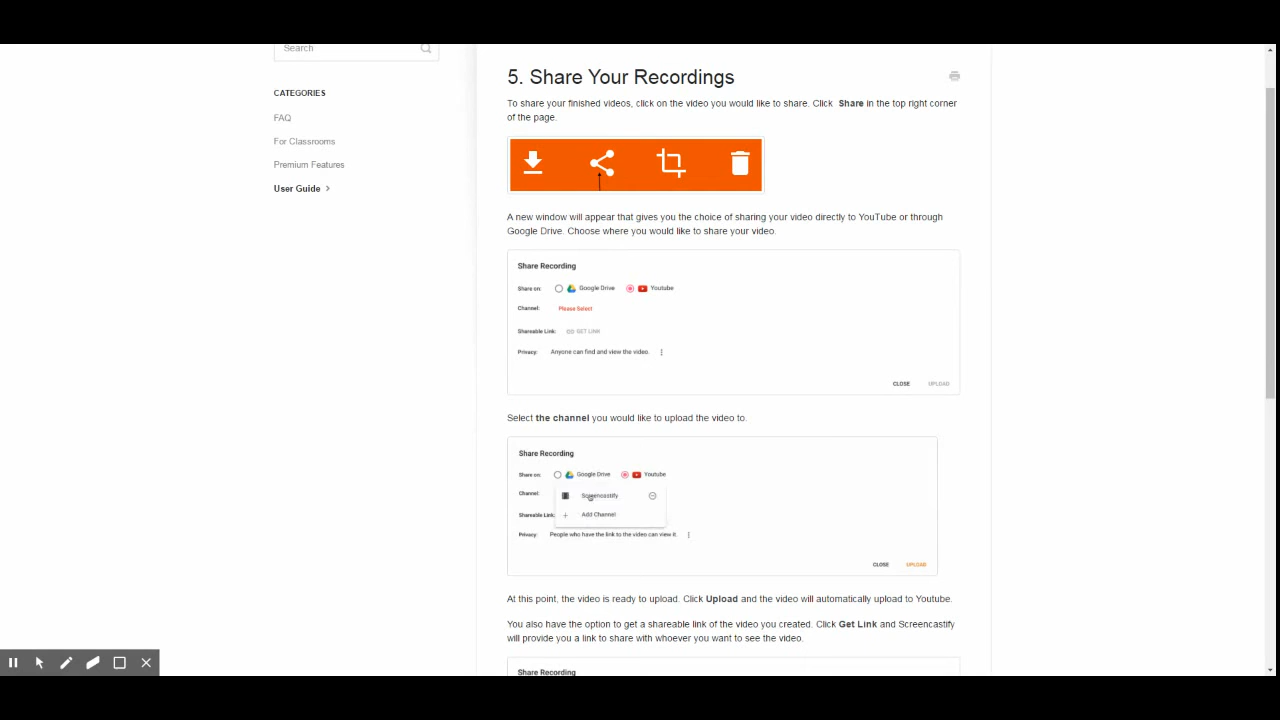 Search
CATEGORIES
FAQ
For Classrooms
Premium Features
User Guide >
5. Share Your Recordings
To share your finished videos, click on the video you would like to share. Click Share in the top right corner
of the page.
A new window will appear that gives you the choice of sharing your video directly to YouTube or through
Google Drive. Choose where you would like to share your video.
Share Recording
Share on: Google Drive Youtube
Channel: Please Select
Shareable Link: GET LINK
Privacy: Anyone can find and view the video.
CLOSE UPLOAD
Select the channel you would like to upload the video to.
Share Recording
Share on: Google Drive Youtube
Channel: Screencastify
Shareable Link: + Add Channel
Privacy: People who have the link to the video can view it.
CLOSE UPLOAD
At this point, the video is ready to upload. Click Upload and the video will automatically upload to Youtube.
You also have the option to get a shareable link of the video you created. Click Get Link and Screencastify
will provide you a link to share with whoever you want to see the video.
Share Recording